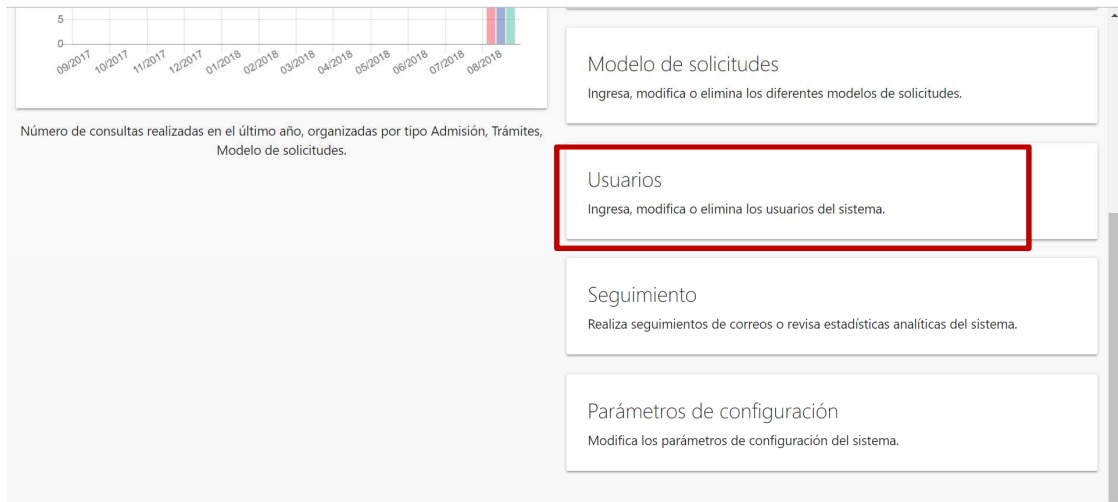 5
0
09/2017 10/2017 11/2017 12/2017 01/2018 02/2018 03/2018 04/2018 05/2018 06/2018 07/2018 08/2018
Número de consultas realizadas en el último año, organizadas por tipo Admisión, Trámites,
Modelo de solicitudes.
Modelo de solicitudes
Ingresa, modifica o elimina los diferentes modelos de solicitudes.
Usuarios
Ingresa, modifica o elimina los usuarios del sistema.
Seguimiento
Realiza seguimientos de correos o revisa estadísticas analíticas del sistema.
Parámetros de configuración
Modifica los parámetros de configuración del sistema.